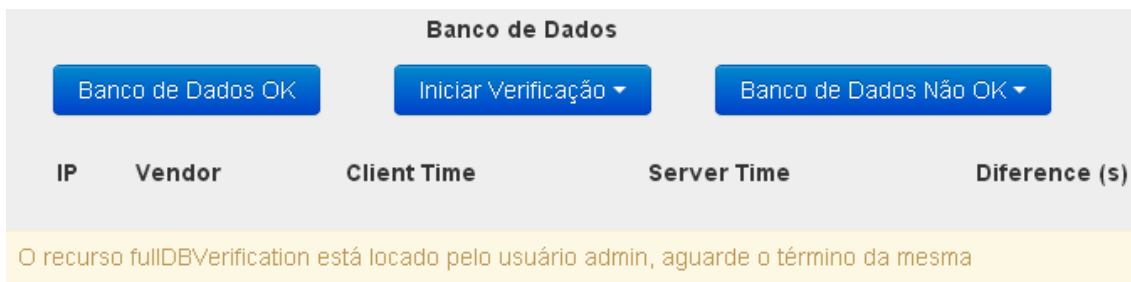 Banco de Dados
Banco de Dados OK Iniciar Verificação Banco de Dados Não OK
IP Vendor Client Time Server Time Diference (s)
O recurso fullDBVerification está locado pelo usuário admin, aguarde o término da mesma